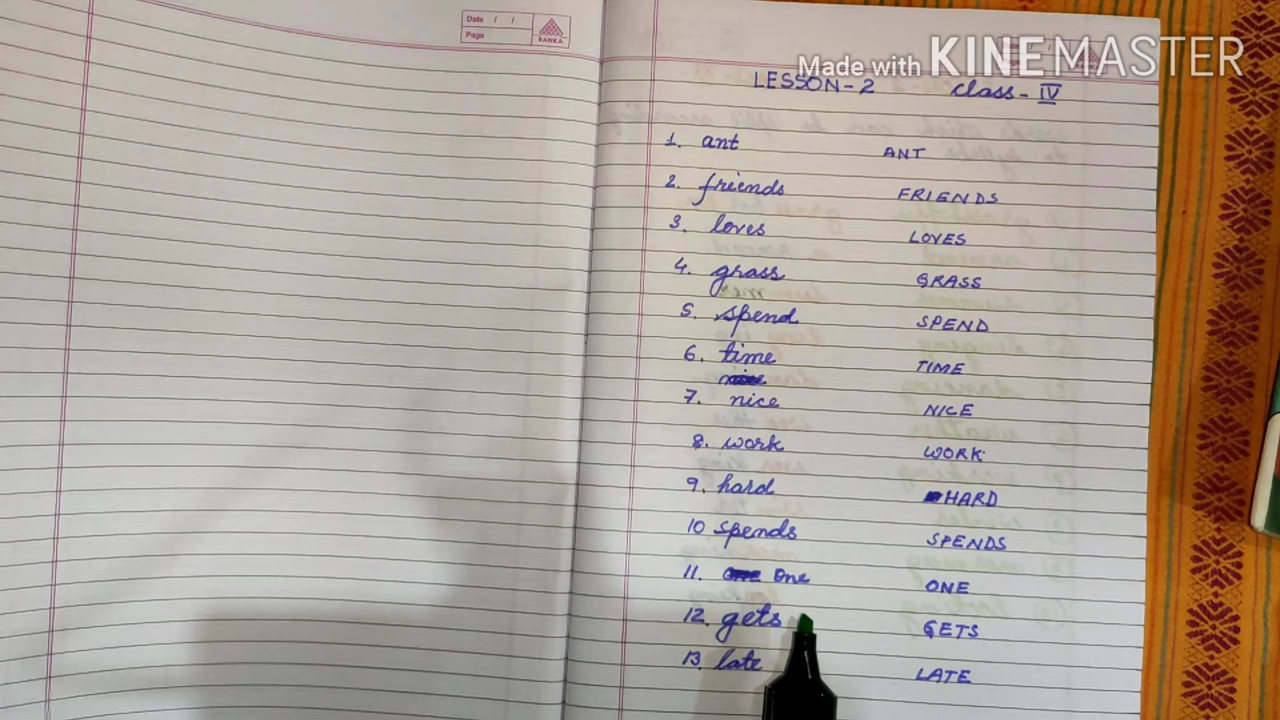 Date / /
Page
RANKA
Made with KINEMASTER
LESSON-2 Class-IV
1. ant ANT
2. friends FRIENDS
3. loves LOVES
4. grass GRASS
5. spend SPEND
6. time TIME
7. nice NICE
8. work WORK
9. hard HARD
10 spends SPENDS
11. One ONE
12. gets GETS
13. late LATE